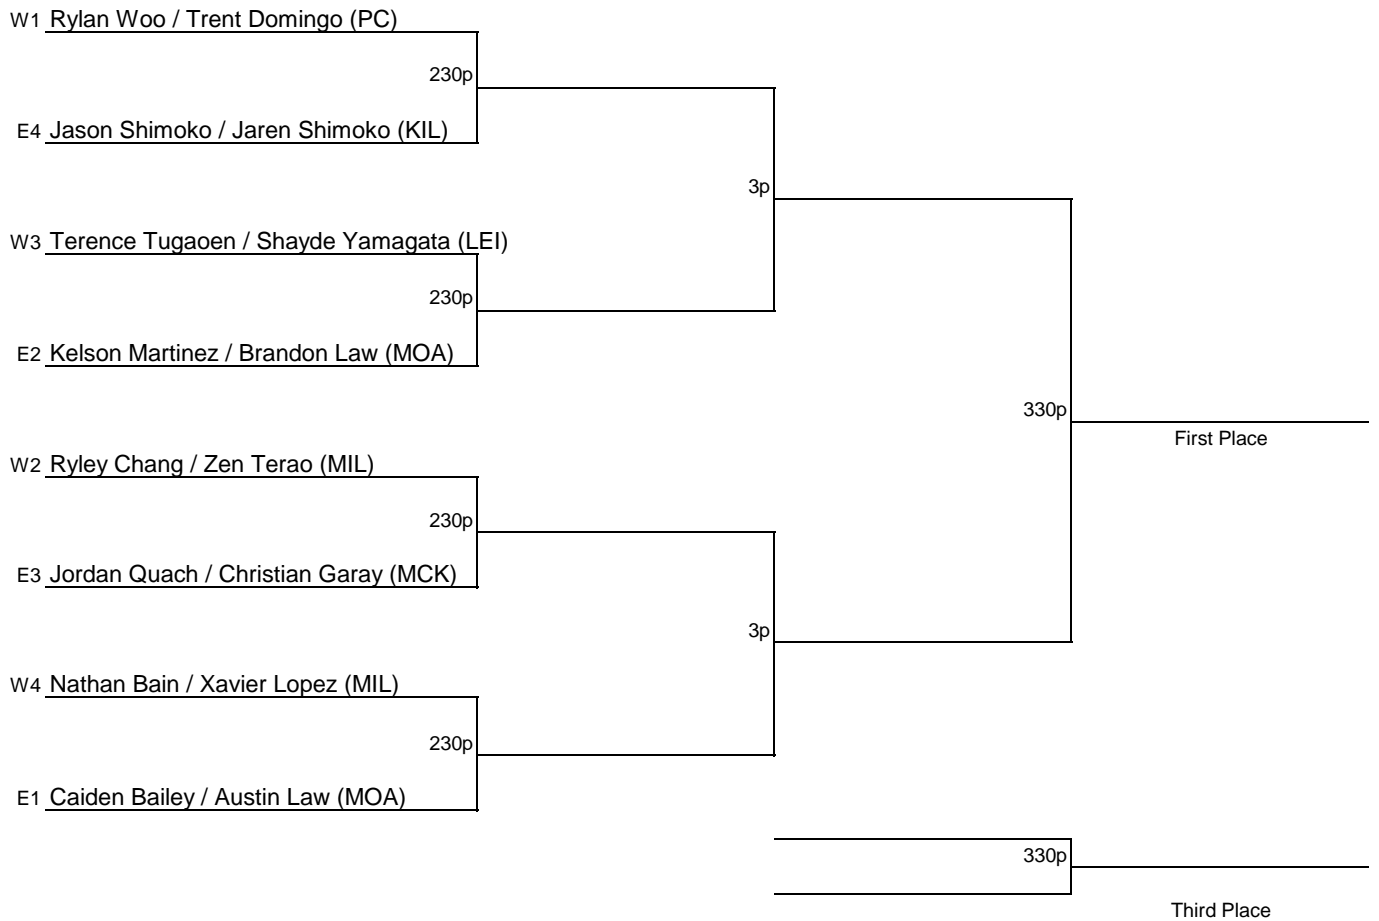 W1 Rylan Woo / Trent Domingo (PC)
230p
E4 Jason Shimoko / Jaren Shimoko (KIL)
3p
W3 Terence Tugaoen / Shayde Yamagata (LEI)
230p
E2 Kelson Martinez / Brandon Law (MOA)
330p
First Place
W2 Ryley Chang / Zen Terao (MIL)
230p
E3 Jordan Quach / Christian Garay (MCK)
3p
W4 Nathan Bain / Xavier Lopez (MIL)
230p
E1 Caiden Bailey / Austin Law (MOA)
330p
Third Place